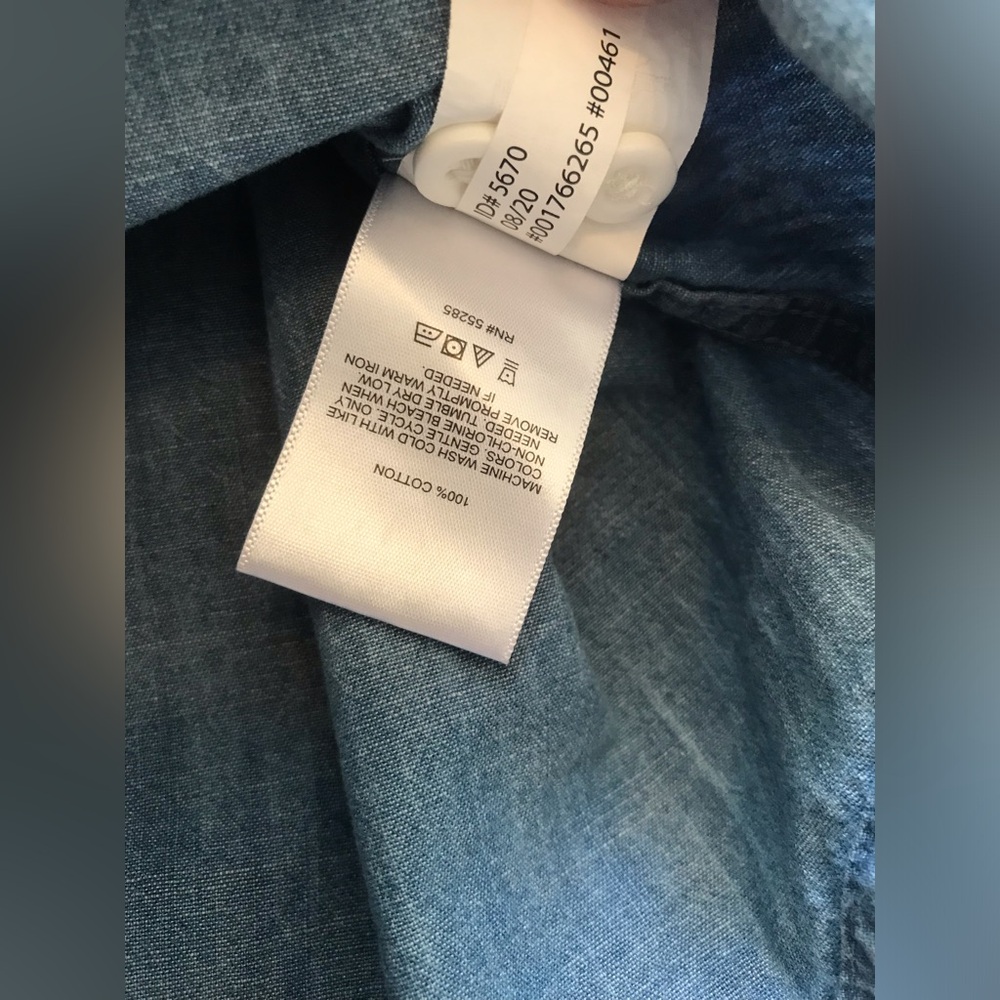 ID# 5670
08/20
#001766265 #00461
100% COTTON
MACHINE WASH COLD WITH LIKE
COLORS. GENTLE CYCLE. ONLY
NON-CHLORINE BLEACH WHEN
NEEDED. TUMBLE DRY LOW.
REMOVE PROMPTLY WARM IRON
IF NEEDED.
RN# 55285